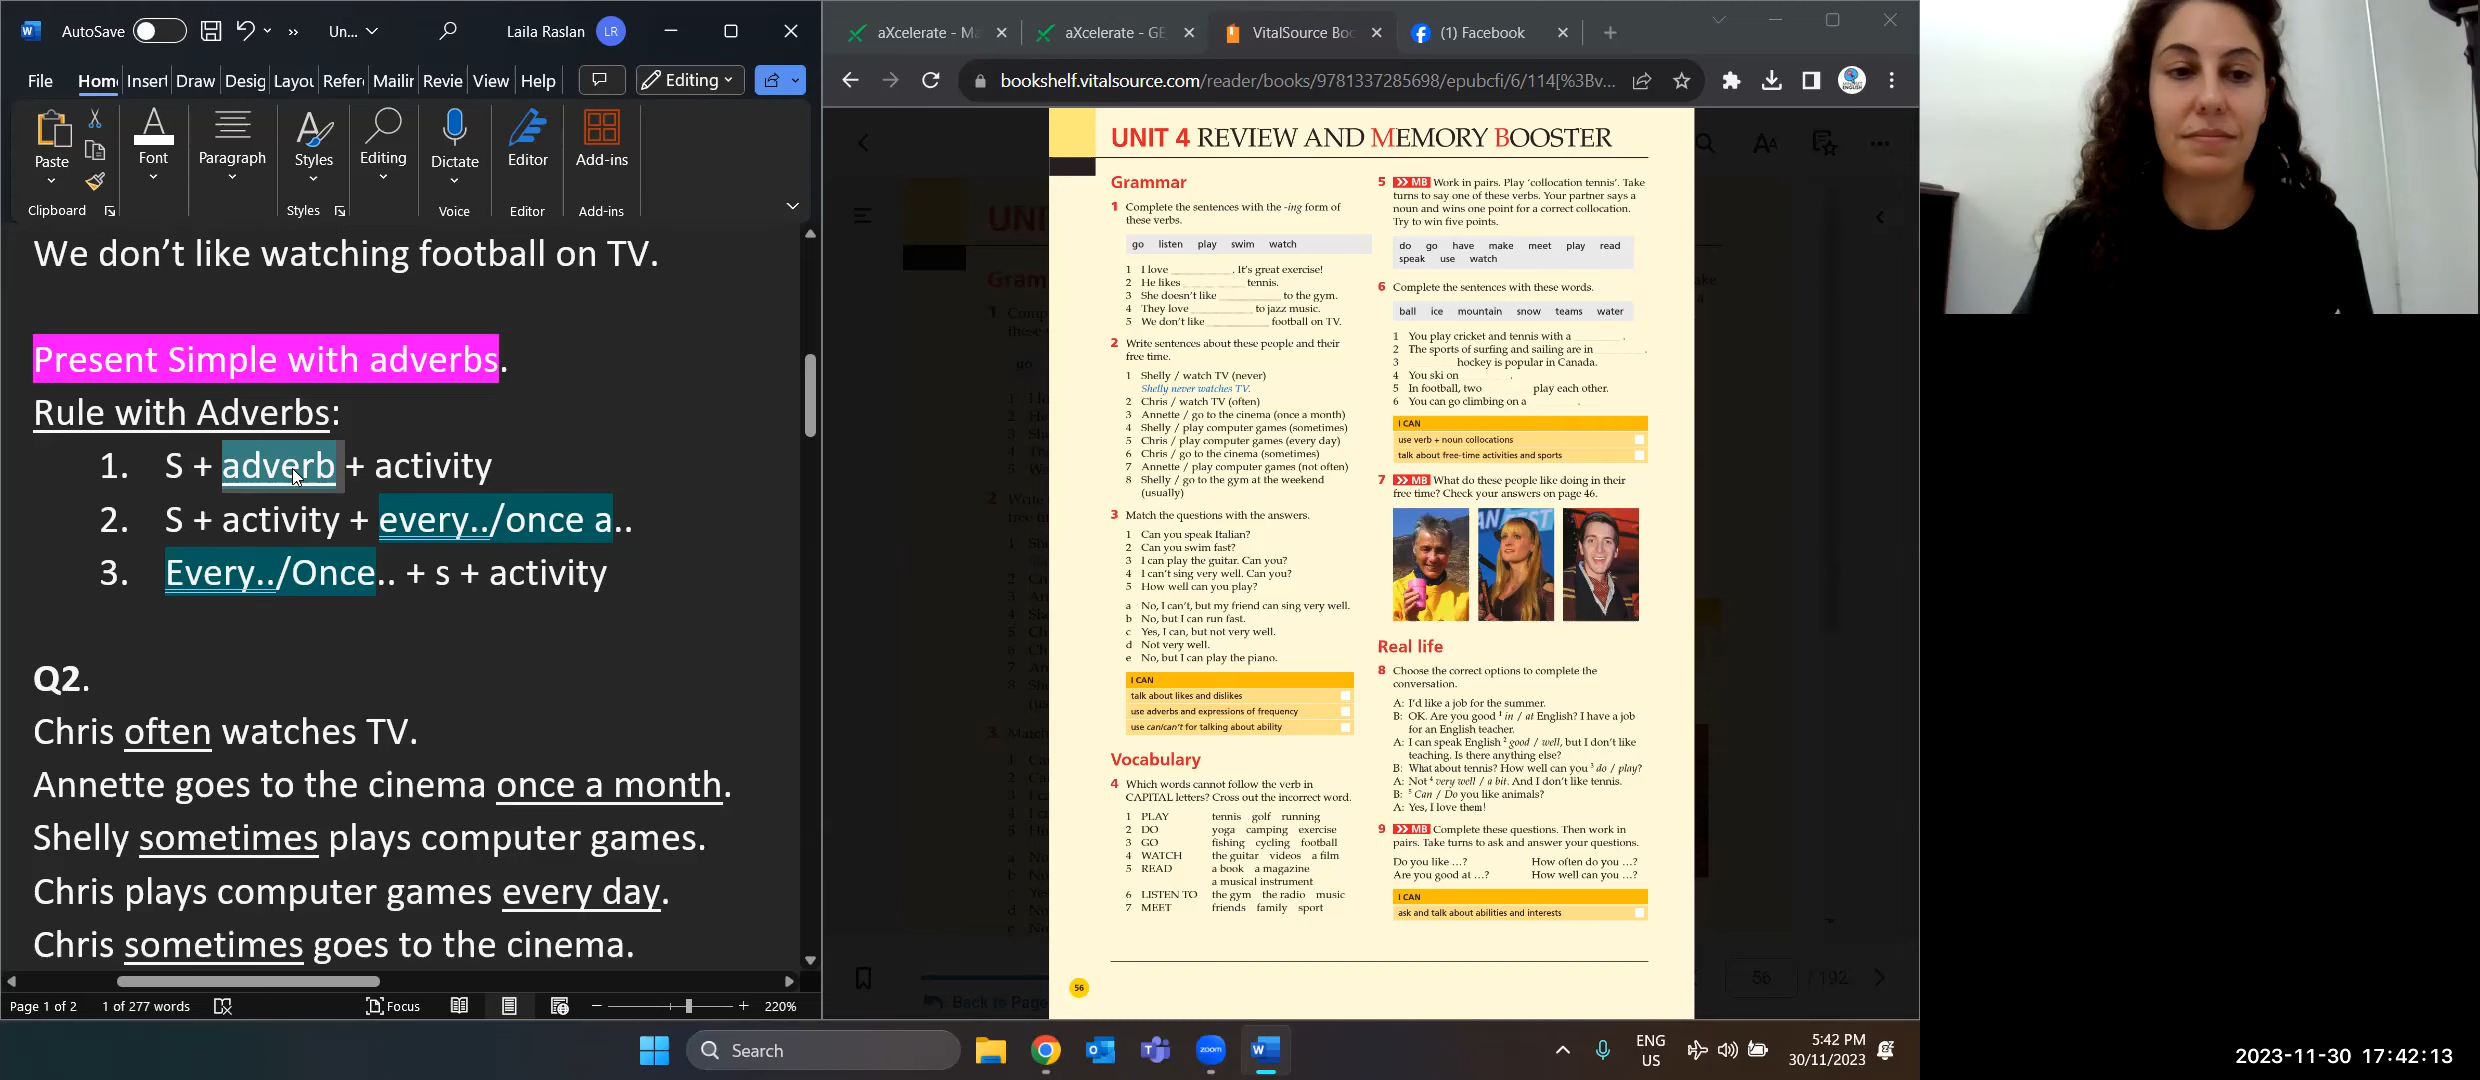 AutoSave
Un...
Laila Raslan
LR
File Home Insert Draw Desig Layou Refer Mailin Revie View Help
Editing
Paste
Font
Paragraph
Styles
Editing
Dictate
Editor
Add-ins
Clipboard
Styles
Voice
Editor
Add-ins
We don’t like watching football on TV.
Present Simple with adverbs.
Rule with Adverbs:
1. S + adverb + activity
2. S + activity + every../once a..
3. Every../Once.. + s + activity
Q2.
Chris often watches TV.
Annette goes to the cinema once a month.
Shelly sometimes plays computer games.
Chris plays computer games every day.
Chris sometimes goes to the cinema.
Page 1 of 2 1 of 277 words
Focus
220%
aXcelerate - Ma
aXcelerate - GE
VitalSource Boo
(1) Facebook
bookshelf.vitalsource.com/reader/books/9781337285698/epubcfi/6/114[%3Bv...
UNIT 4 REVIEW AND MEMORY BOOSTER
Grammar
1 Complete the sentences with the -ing form of
these verbs.
go listen play swim watch
1 I love ____. It’s great exercise!
2 He likes ____ tennis.
3 She doesn’t like ____ to the gym.
4 They love ____ to jazz music.
5 We don’t like ____ football on TV.
2 Write sentences about these people and their
free time.
1 Shelly / watch TV (never)
Shelly never watches TV.
2 Chris / watch TV (often)
3 Annette / go to the cinema (once a month)
4 Shelly / play computer games (sometimes)
5 Chris / play computer games (every day)
6 Chris / go to the cinema (sometimes)
7 Annette / play computer games (not often)
8 Shelly / go to the gym at the weekend
(usually)
3 Match the questions with the answers.
1 Can you speak Italian?
2 Can you swim fast?
3 I can play the guitar. Can you?
4 I can’t sing very well. Can you?
5 How well can you play?
a No, I can’t, but my friend can sing very well.
b No, but I can run fast.
c Yes, I can, but not very well.
d Not very well.
e No, but I can play the piano.
I CAN
talk about likes and dislikes
use adverbs and expressions of frequency
use can/can’t for talking about ability
Vocabulary
4 Which words cannot follow the verb in
CAPITAL letters? Cross out the incorrect word.
1 PLAY tennis golf running
2 DO yoga camping exercise
3 GO fishing cycling football
4 WATCH the guitar videos a film
5 READ a book a magazine
a musical instrument
6 LISTEN TO the gym the radio music
7 MEET friends family sport
5 MB Work in pairs. Play ‘collocation tennis’. Take
turns to say one of these verbs. Your partner says a
noun and wins one point for a correct collocation.
Try to win five points.
do go have make meet play read
speak use watch
6 Complete the sentences with these words.
ball ice mountain snow teams water
1 You play cricket and tennis with a ____.
2 The sports of surfing and sailing are in ____.
3 ____ hockey is popular in Canada.
4 You ski on ____.
5 In football, two ____ play each other.
6 You can go climbing on a ____.
I CAN
use verb + noun collocations
talk about free-time activities and sports
7 MB What do these people like doing in their
free time? Check your answers on page 46.
Real life
8 Choose the correct options to complete the
conversation.
A: I’d like a job for the summer.
B: OK. Are you good 1 in / at English? I have a job
for an English teacher.
A: I can speak English 2 good / well, but I don’t like
teaching. Is there anything else?
B: What about tennis? How well can you 3 do / play?
A: Not 4 very well / a bit. And I don’t like tennis.
B: 5 Can / Do you like animals?
A: Yes, I love them!
9 MB Complete these questions. Then work in
pairs. Take turns to ask and answer your questions.
Do you like ...? How often do you ...?
Are you good at ...? How well can you ...?
I CAN
ask and talk about abilities and interests
56
56 / 192
Back to Page
Search
zoom
ENG
US
5:42 PM
30/11/2023
2023-11-30 17:42:13